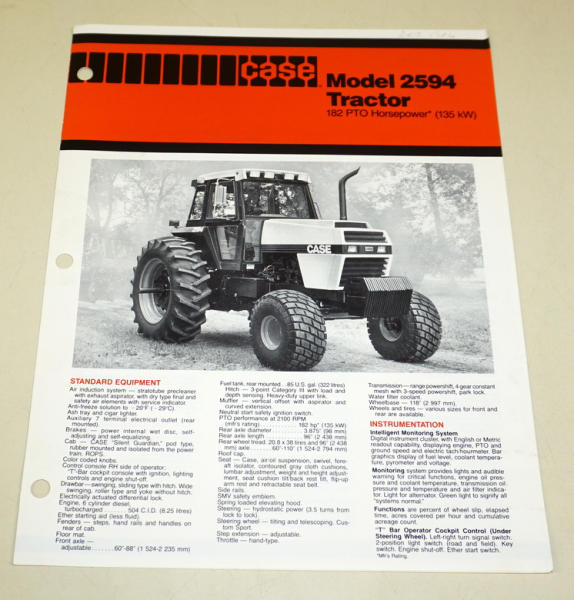 case
Model 2594
Tractor
182 PTO Horsepower* (135 kW)
CASE
STANDARD EQUIPMENT
Air induction system — stratotube precleaner
with exhaust aspirator, with dry type final and
safety air elements with service indicator.
Anti-freeze solution to -20°F (-29°C).
Ash tray and cigar lighter.
Auxiliary 7 terminal electrical outlet (rear
mounted).
Brakes — power internal wet disc, self-
adjusting and self-equalizing.
Cab — CASE "Silent Guardian," pod type,
rubber mounted and isolated from the power
train. ROPS.
Color coded knobs.
Control console RH side of operator.
"T"-Bar cockpit console with ignition, lighting
controls and engine shut-off.
Drawbar—swinging, sliding type with hitch. Wide
swinging, roller type and yoke without hitch.
Electrically actuated differential lock.
Engine, 6 cylinder diesel,
turbocharged ........ 504 C.I.D. (8.25 litres)
Ether starting aid (less fluid).
Fenders — steps, hand rails and handles on
rear of cab.
Floor mat.
Front axle —
adjustable ....... 60"-88" (1 524-2 235 mm)
Fuel tank, rear mounted...85 U.S. gal. (322 litres)
Hitch — 3-point Category III with load and
depth sensing. Heavy-duty upper link.
Muffler — vertical offset with aspirator and
curved extension.
Neutral start safety ignition switch.
PTO performance at 2100 RPM
(mfr's rating) ............ 182 hp* (135 kW)
Rear axle diameter ........ 3.875" (98 mm)
Rear axle length ........ 96" (2 438 mm)
Rear wheel tread, 20.8 x 38 tires and 96" (2 438
mm) axle ....... 60"-110" (1 524-2 794 mm)
Roof cap.
Seat — Case, air/oil suspension, swivel, fore-
aft isolator, contoured gray cloth cushions,
lumbar adjustment, weight and height adjust-
ment, seat cushion tilt/back rest tilt, flip-up
arm rest and retractable seat belt.
Side rails.
SMV safety emblem.
Spring loaded elevating hood.
Steering — hydrostatic power (3.5 turns from
lock to lock).
Steering wheel — tilting and telescoping. Cus-
tom Sport.
Step extension — adjustable.
Throttle — hand-type.
Transmission—range powershift, 4-gear constant
mesh with 3-speed powershift, park lock.
Water filter coolant.
Wheelbase — 118" (2 997 mm).
Wheels and tires — various sizes for front and
rear are available.
INSTRUMENTATION
Intelligent Monitoring System
Digital instrument cluster, with English or Metric
readout capability, displaying engine, PTO and
ground speed and electric tach/hourmeter. Bar
graphics display of fuel level, coolant tempera-
ture, pyrometer and voltage.
Monitoring system provides lights and audible
warning for critical functions, engine oil pres-
sure and coolant temperature, transmission oil
pressure and temperature and air filter indica-
tor. Light for alternator. Green light to signify all
"systems normal."
Functions are percent of wheel slip, elapsed
time, acres covered per hour and cumulative
acreage count.
"T" Bar Operator Cockpit Control (Under
Steering Wheel). Left-right turn signal switch.
2-position light switch (road and field). Key
switch. Engine shut-off. Ether start switch.
*Mfr's Rating.